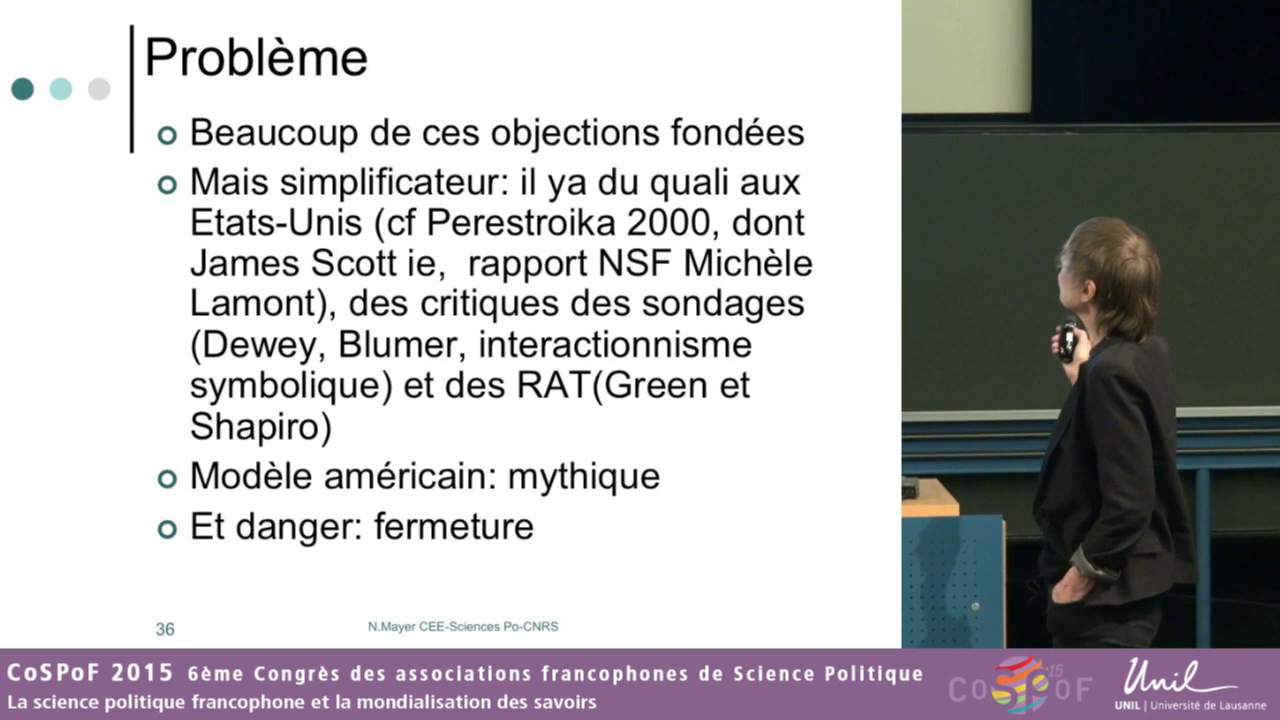 Problème
Beaucoup de ces objections fondées
Mais simplificateur: il ya du quali aux
Etats-Unis (cf Perestroika 2000, dont
James Scott ie, rapport NSF Michèle
Lamont), des critiques des sondages
(Dewey, Blumer, interactionnisme
symbolique) et des RAT(Green et
Shapiro)
Modèle américain: mythique
Et danger: fermeture
36
N.Mayer CEE-Sciences Po-CNRS
CoSPoF 2015 6ème Congrès des associations francophones de Science Politique
La science politique francophone et la mondialisation des savoirs
CoSPoF
15
Unil
UNIL | Université de Lausanne